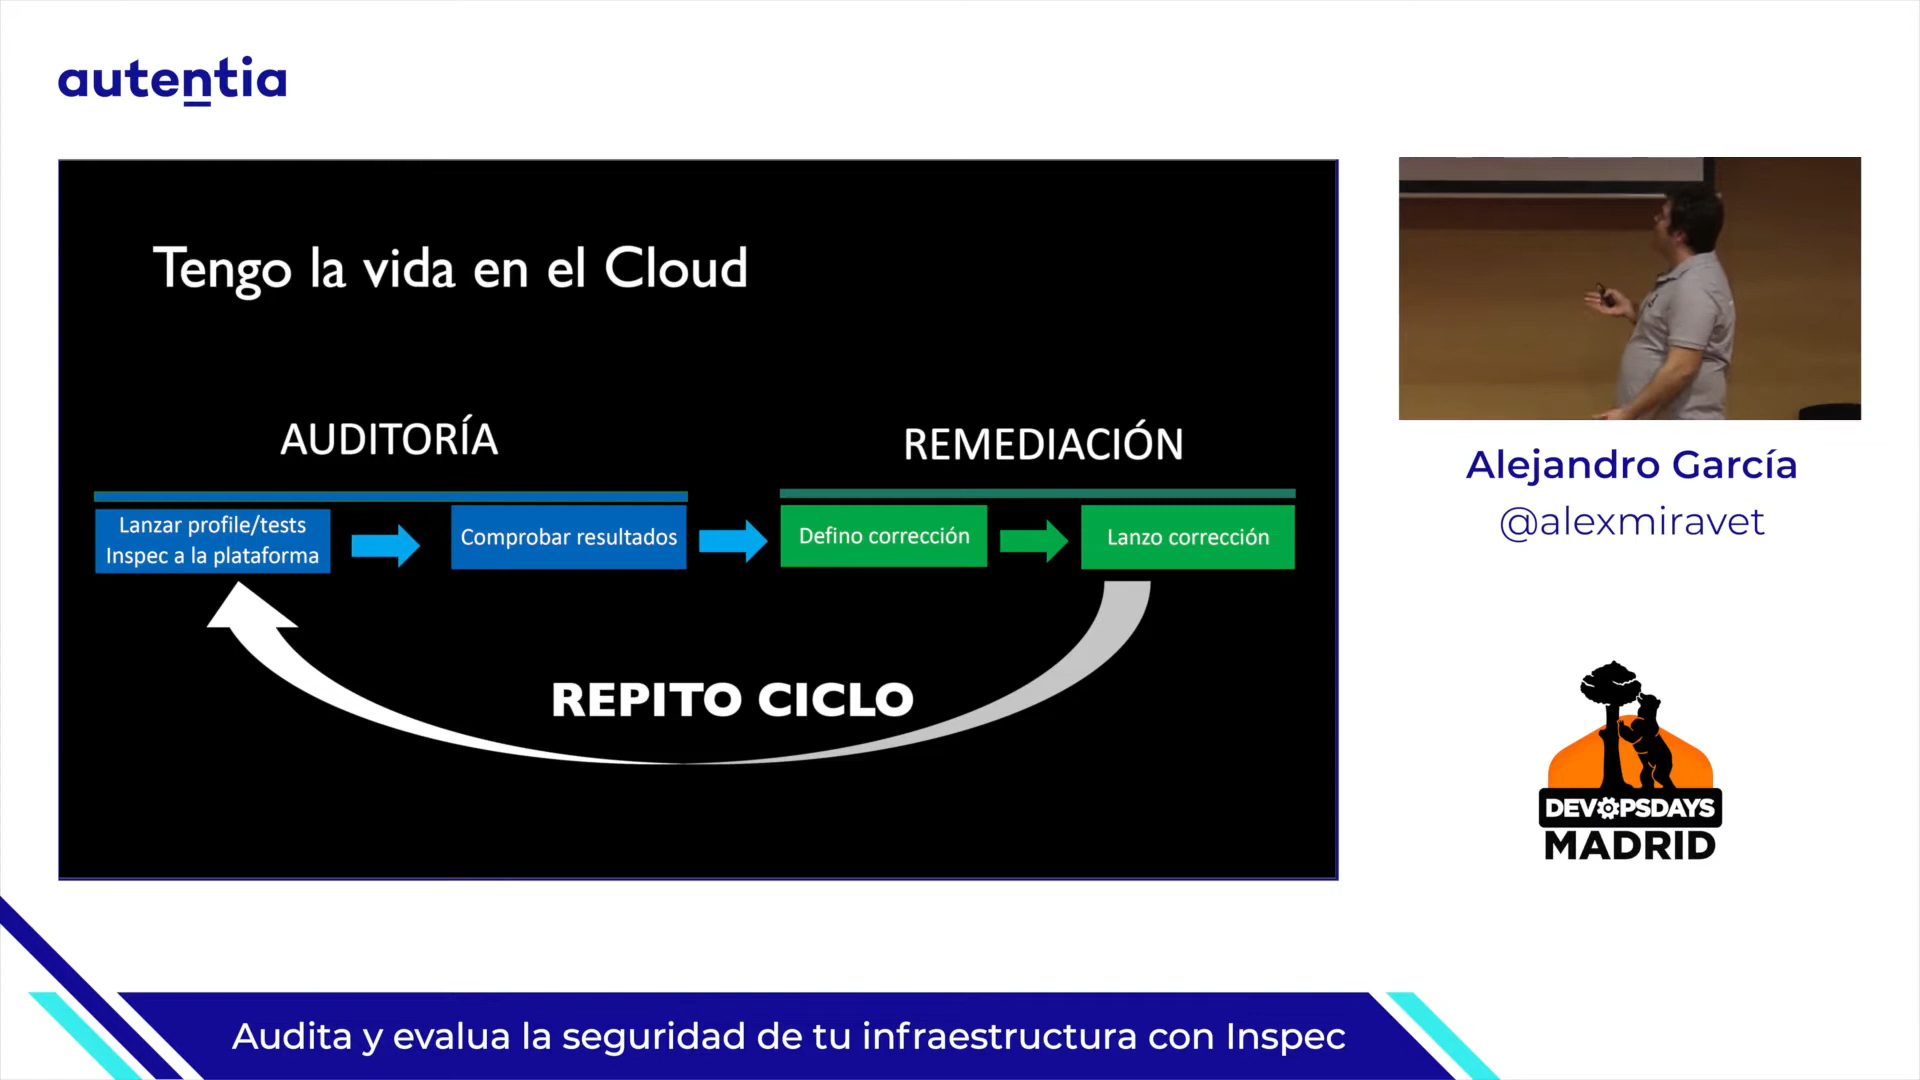 autentia
Tengo la vida en el Cloud
AUDITORÍA
REMEDIACIÓN
Lanzar profile/tests
Inspec a la plataforma
Comprobar resultados
Defino corrección
Lanzo corrección
REPITO CICLO
Alejandro García
@alexmiravet
DEVOPSDAYS
MADRID
Audita y evalua la seguridad de tu infraestructura con Inspec